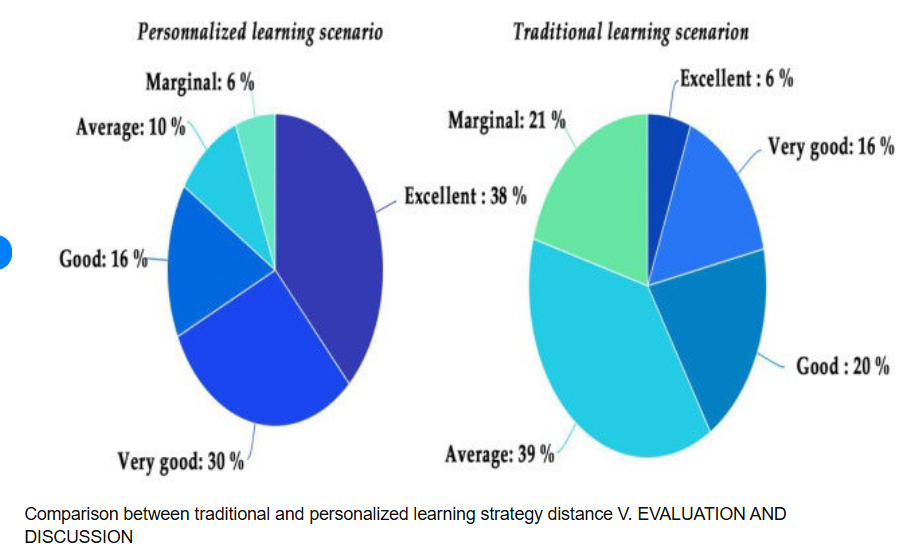 Personnalized learning scenario
Marginal: 6 %
Average: 10 %
Excellent : 38 %
Good: 16 %
Very good: 30 %
Traditional learning scenarion
Excellent : 6 %
Marginal: 21 %
Very good: 16 %
Good : 20 %
Average: 39 %
Comparison between traditional and personalized learning strategy distance V. EVALUATION AND
DISCUSSION